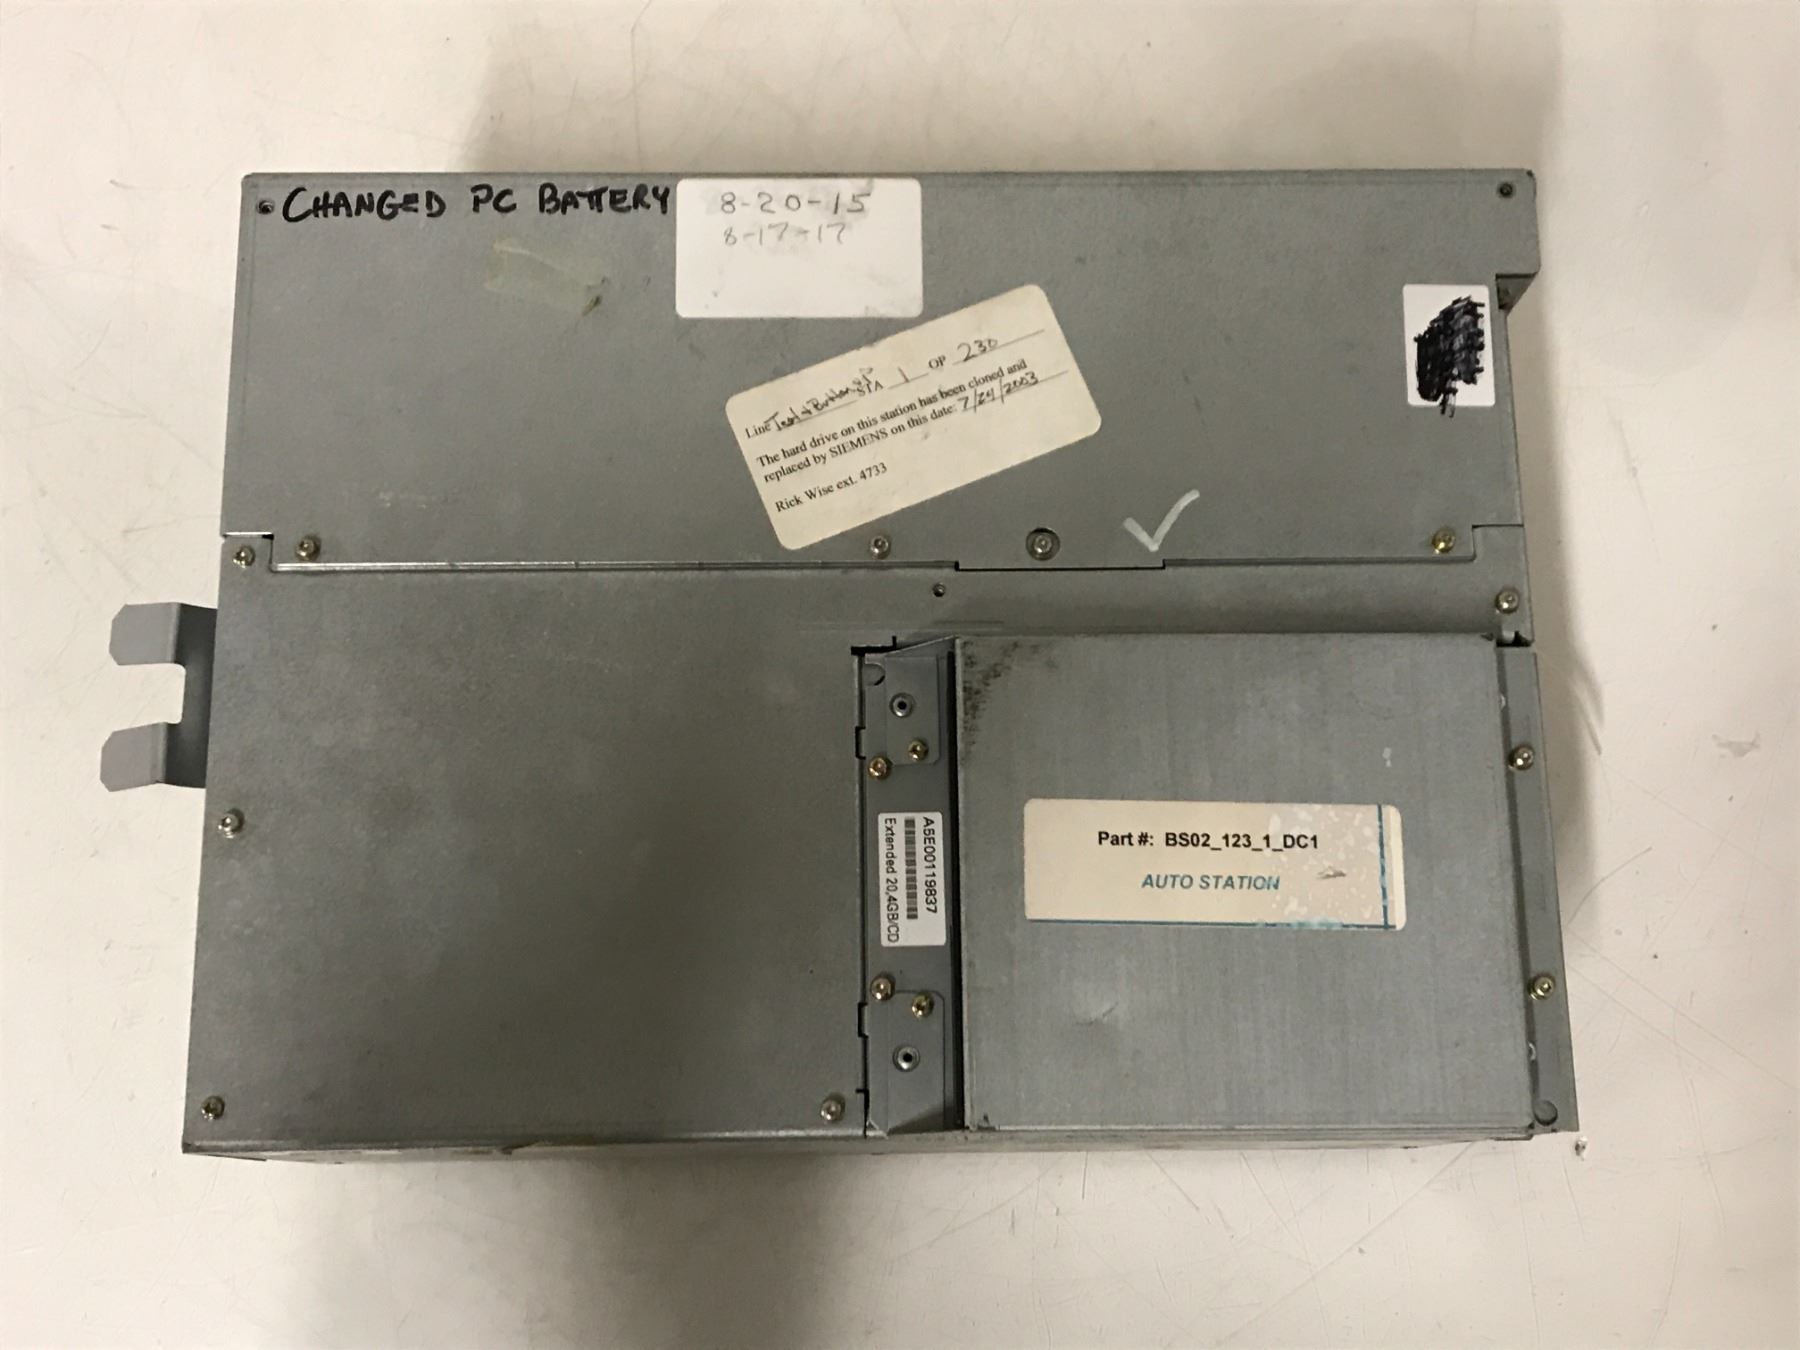 CHANGED PC BATTERY
8-20-15
8-17-17
Line Test & Button up STA 1 OP 230
The hard drive on this station has been cloned and
replaced by SIEMENS on this date: 7/24/2003
Rick Wise ext. 4733
A5E00119837
Extended 20,4GB/CD
Part #: BS02_123_1_DC1
AUTO STATION